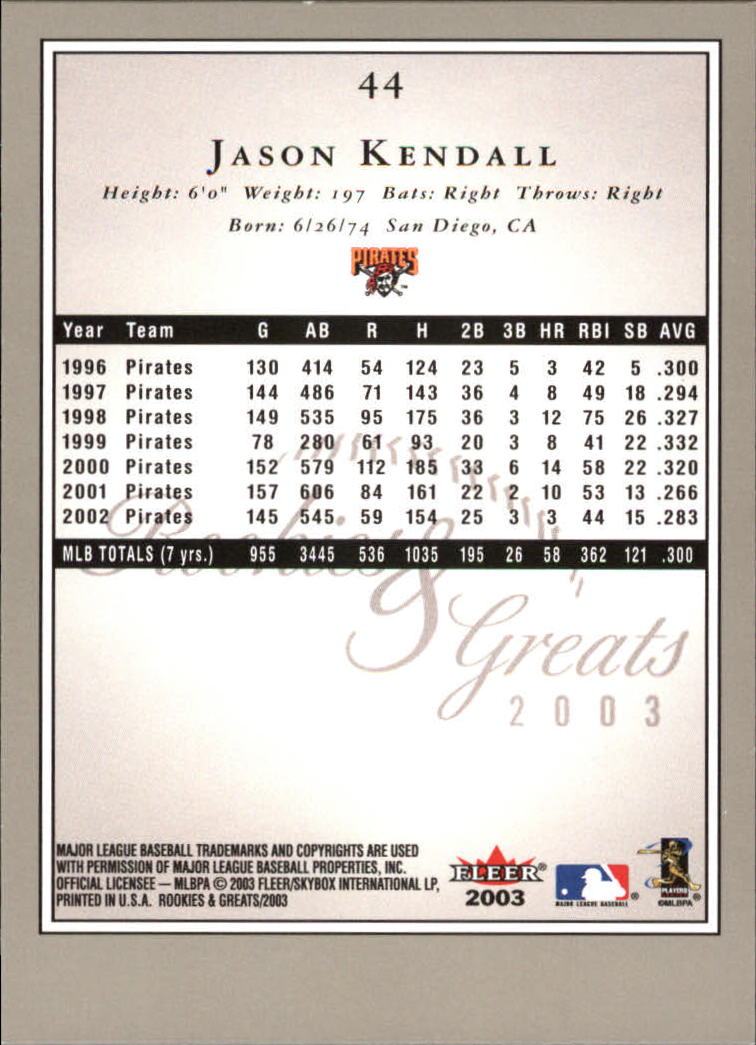 44
JASON KENDALL
Height: 6'0" Weight: 197 Bats: Right Throws: Right
Born: 6/26/74 San Diego, CA
PIRATES
TM
Year Team G AB R H 2B 3B HR RBI SB AVG
1996 Pirates 130 414 54 124 23 5 3 42 5 .300
1997 Pirates 144 486 71 143 36 4 8 49 18 .294
1998 Pirates 149 535 95 175 36 3 12 75 26 .327
1999 Pirates 78 280 61 93 20 3 8 41 22 .332
2000 Pirates 152 579 112 185 33 6 14 58 22 .320
2001 Pirates 157 606 84 161 22 2 10 53 13 .266
2002 Pirates 145 545 59 154 25 3 3 44 15 .283
MLB TOTALS (7 yrs.) 955 3445 536 1035 195 26 58 362 121 .300
Rookies &
Greats
2003
MAJOR LEAGUE BASEBALL TRADEMARKS AND COPYRIGHTS ARE USED
WITH PERMISSION OF MAJOR LEAGUE BASEBALL PROPERTIES, INC.
OFFICIAL LICENSEE — MLBPA © 2003 FLEER/SKYBOX INTERNATIONAL LP,
PRINTED IN U.S.A. ROOKIES & GREATS/2003
FLEER®
2003
MAJOR LEAGUE BASEBALL ®
PLAYERS
©MLBPA ®